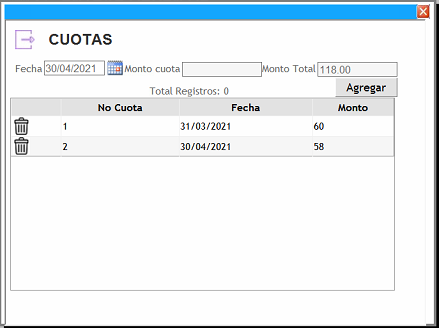 CUOTAS
Fecha 30/04/2021 Monto cuota Monto Total 118.00
Total Registros: 0 Agregar
No Cuota Fecha Monto
1 31/03/2021 60
2 30/04/2021 58